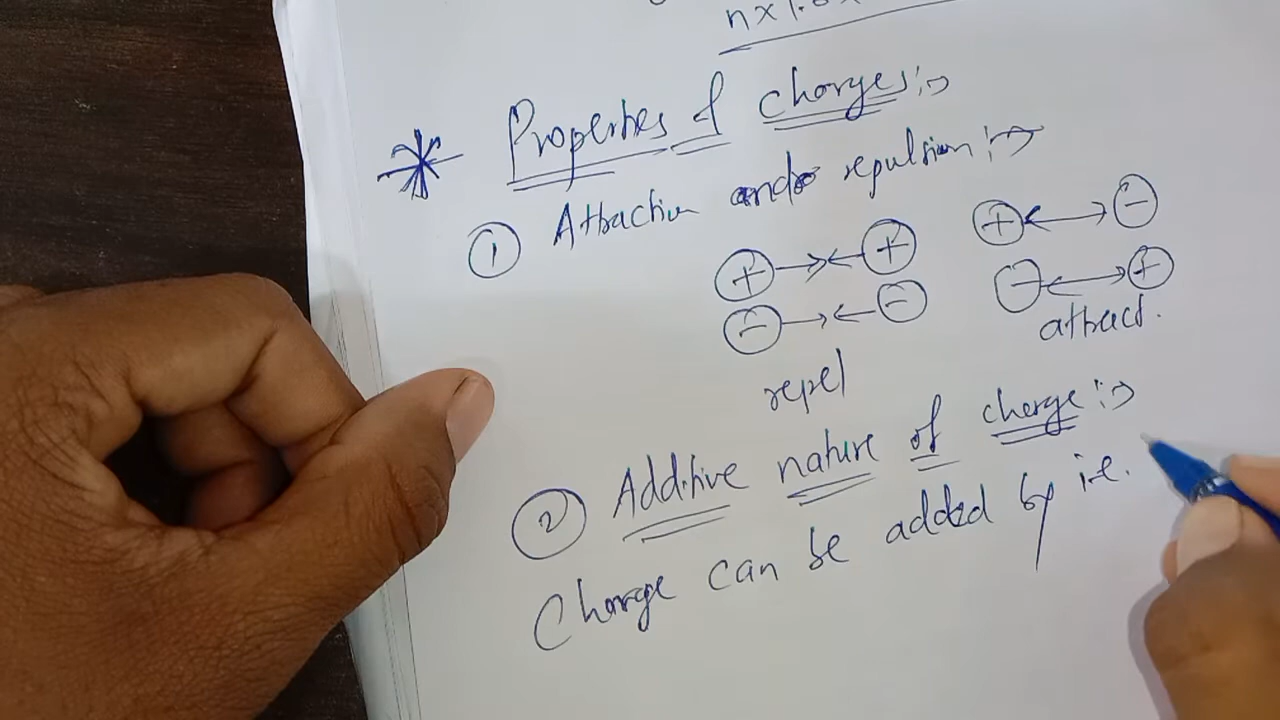 n x 1.6x
Properties of charges :->
① Attraction and repulsion :->
+ → ← + + ←→ -
- → ← - - ←→ +
repel attract.
② Additive nature of charge :->
Charge can be added by i.e.